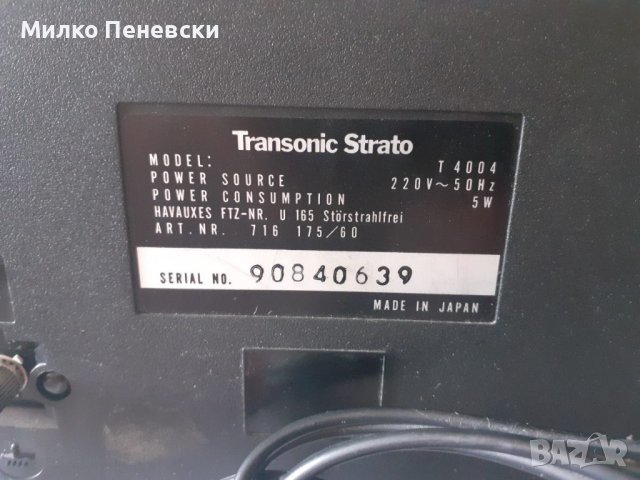 Милко Пеневски
Transonic Strato
MODEL: T 4004
POWER SOURCE 220V~50Hz
POWER CONSUMPTION 5W
HAVAUXES FTZ-NR. U 165 Störstrahlfrei
ART.NR. 716 175/60
SERIAL NO. 90840639
MADE IN JAPAN
BAZAR